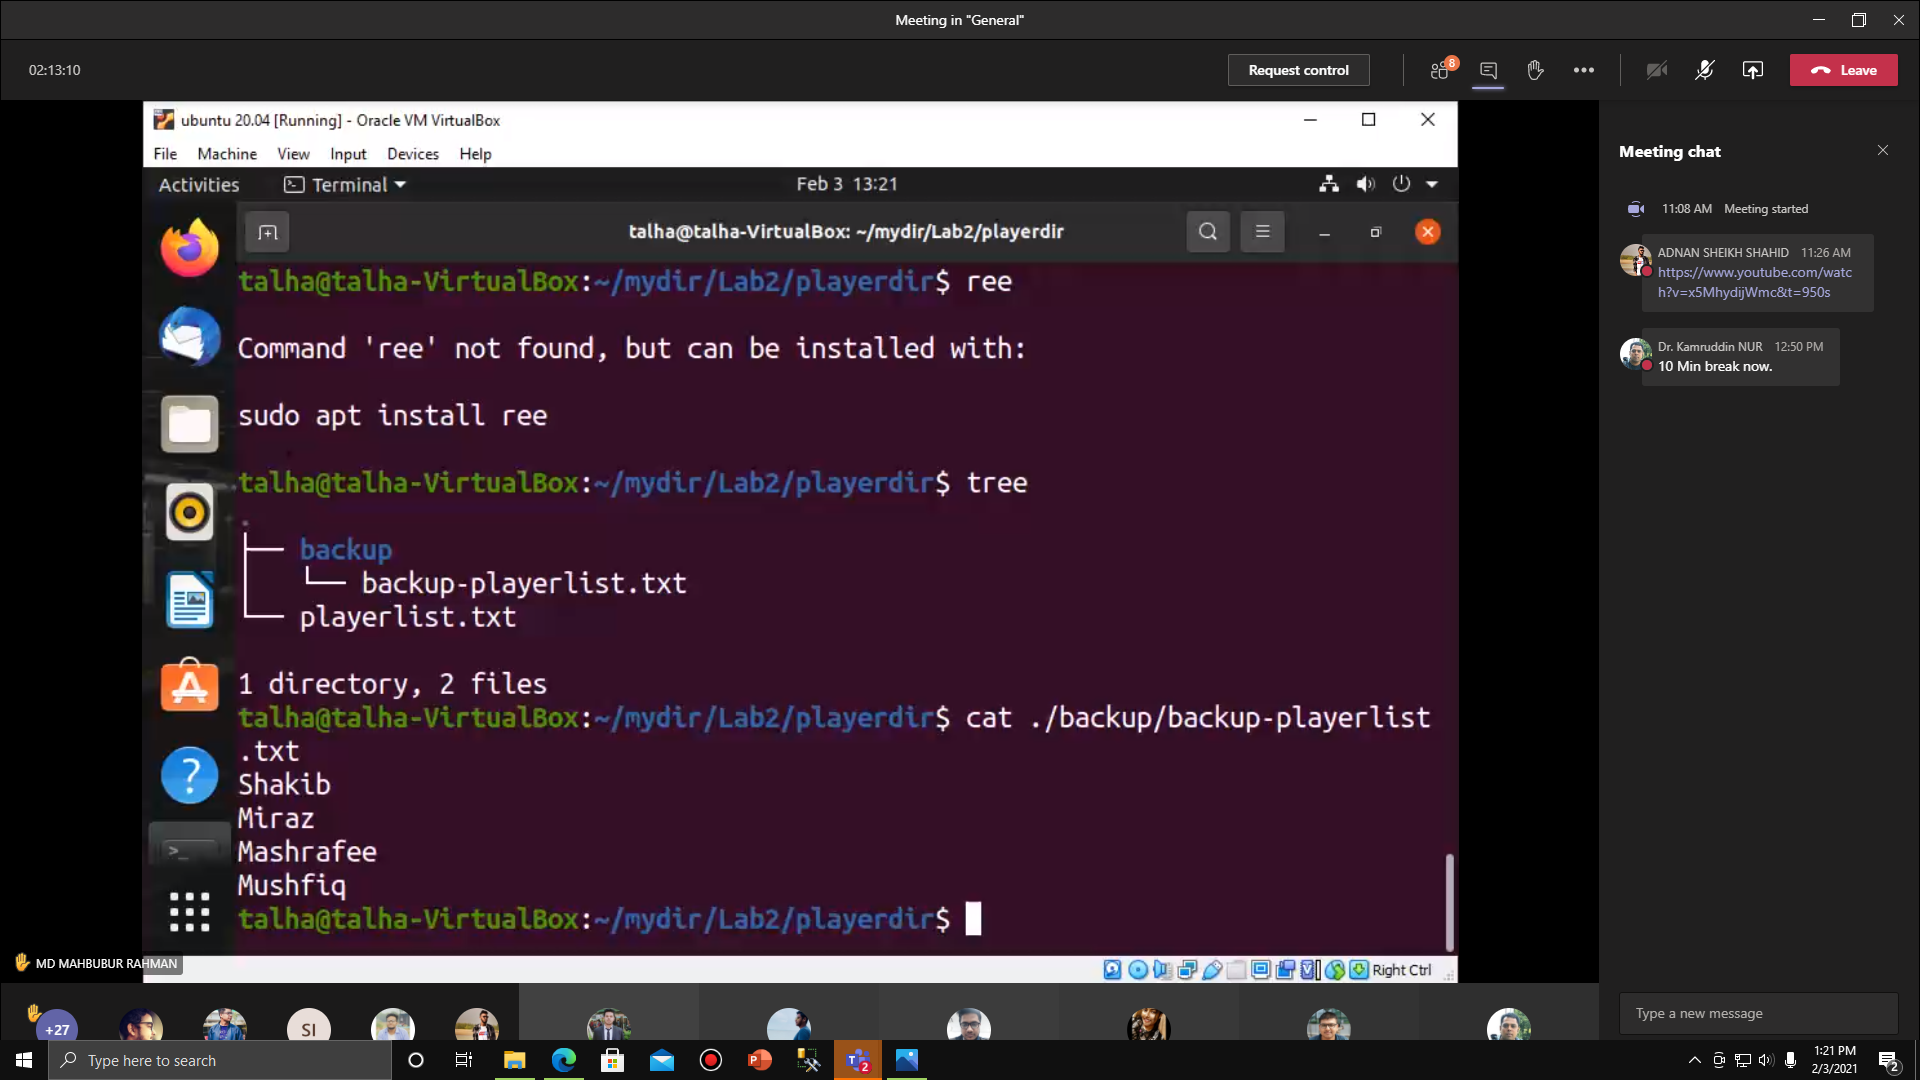 Meeting in "General"
02:13:10
Request control
8
Leave
ubuntu 20.04 [Running] - Oracle VM VirtualBox
File Machine View Input Devices Help
Activities Terminal Feb 3 13:21
talha@talha-VirtualBox: ~/mydir/Lab2/playerdir
talha@talha-VirtualBox:~/mydir/Lab2/playerdir$ ree
Command 'ree' not found, but can be installed with:
sudo apt install ree
talha@talha-VirtualBox:~/mydir/Lab2/playerdir$ tree
.
├── backup
│   └── backup-playerlist.txt
└── playerlist.txt
1 directory, 2 files
talha@talha-VirtualBox:~/mydir/Lab2/playerdir$ cat ./backup/backup-playerlist
.txt
Shakib
Miraz
Mashrafee
Mushfiq
talha@talha-VirtualBox:~/mydir/Lab2/playerdir$
Right Ctrl
MD MAHBUBUR RAHMAN
+27
SI
Meeting chat
11:08 AM Meeting started
ADNAN SHEIKH SHAHID 11:26 AM
https://www.youtube.com/watc
h?v=x5MhydijWmc&t=950s
Dr. Kamruddin NUR 12:50 PM
10 Min break now.
Type a new message
Type here to search
2
1:21 PM
2/3/2021
2